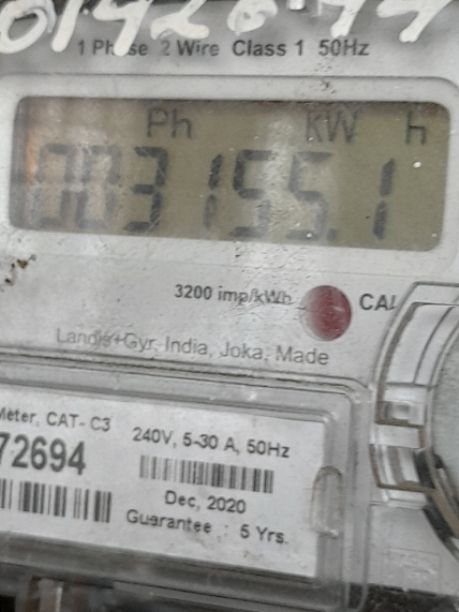 1 Phase 2 Wire Class 1 50Hz
Ph KW h
003155.1
3200 imp/kWh CAL
Landis+Gyr, India, Joka, Made
Meter, CAT- C3
72694
240V, 5-30 A, 50Hz
Dec, 2020
Guarantee : 5 Yrs.